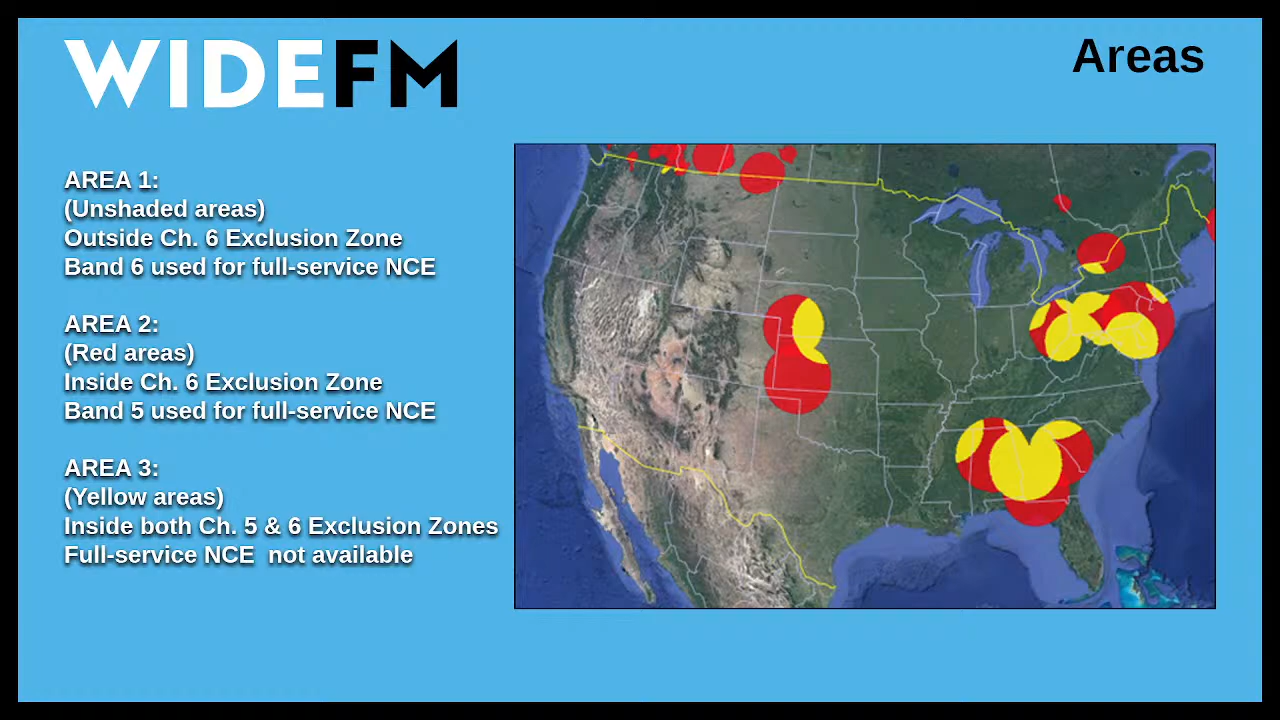 WIDEFM
Areas
AREA 1:
(Unshaded areas)
Outside Ch. 6 Exclusion Zone
Band 6 used for full-service NCE
AREA 2:
(Red areas)
Inside Ch. 6 Exclusion Zone
Band 5 used for full-service NCE
AREA 3:
(Yellow areas)
Inside both Ch. 5 & 6 Exclusion Zones
Full-service NCE  not available